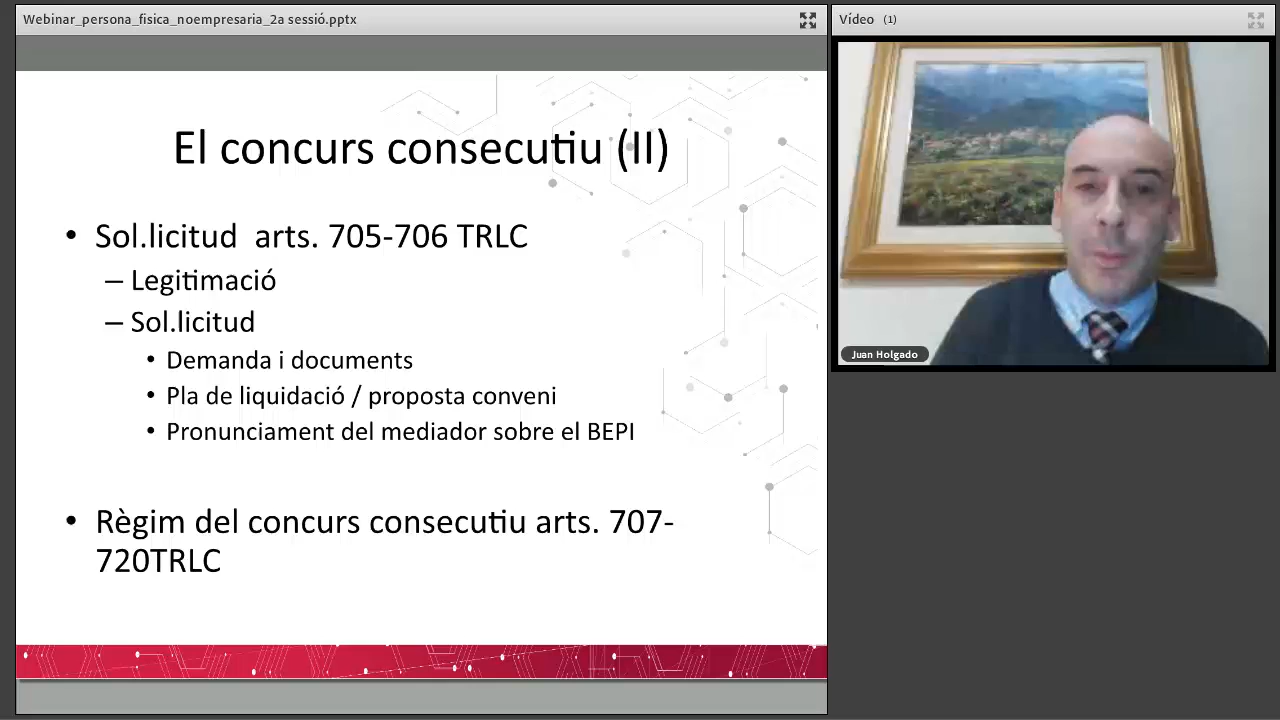 Webinar_persona_fisica_noempresaria_2a sessió.pptx
Vídeo (1)
El concurs consecutiu (II)
• Sol.licitud arts. 705-706 TRLC
– Legitimació
– Sol.licitud
• Demanda i documents
• Pla de liquidació / proposta conveni
• Pronunciament del mediador sobre el BEPI
• Règim del concurs consecutiu arts. 707-
720TRLC
Juan Holgado